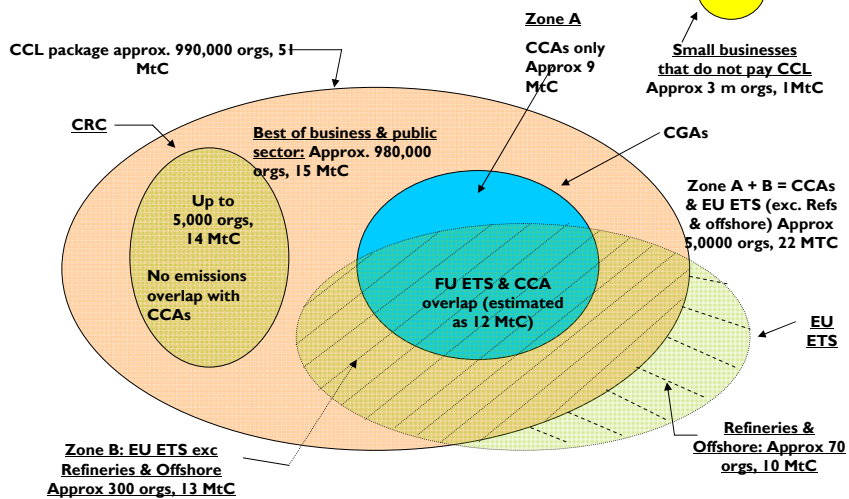 Zone A
CCAs only
Approx 9
MtC
CCL package approx. 990,000 orgs, 51
MtC
Small businesses
that do not pay CCL
Approx 3 m orgs, 1MtC
CRC
Best of business & public
sector: Approx. 980,000
orgs, 15 MtC
CGAs
Up to
5,000 orgs,
14 MtC
No emissions
overlap with
CCAs
Zone A + B = CCAs
& EU ETS (exc. Refs
& offshore) Approx
5,0000 orgs, 22 MTC
FU ETS & CCA
overlap (estimated
as 12 MtC)
EU
ETS
Refineries &
Offshore: Approx 70
orgs, 10 MtC
Zone B: EU ETS exc
Refineries & Offshore
Approx 300 orgs, 13 MtC